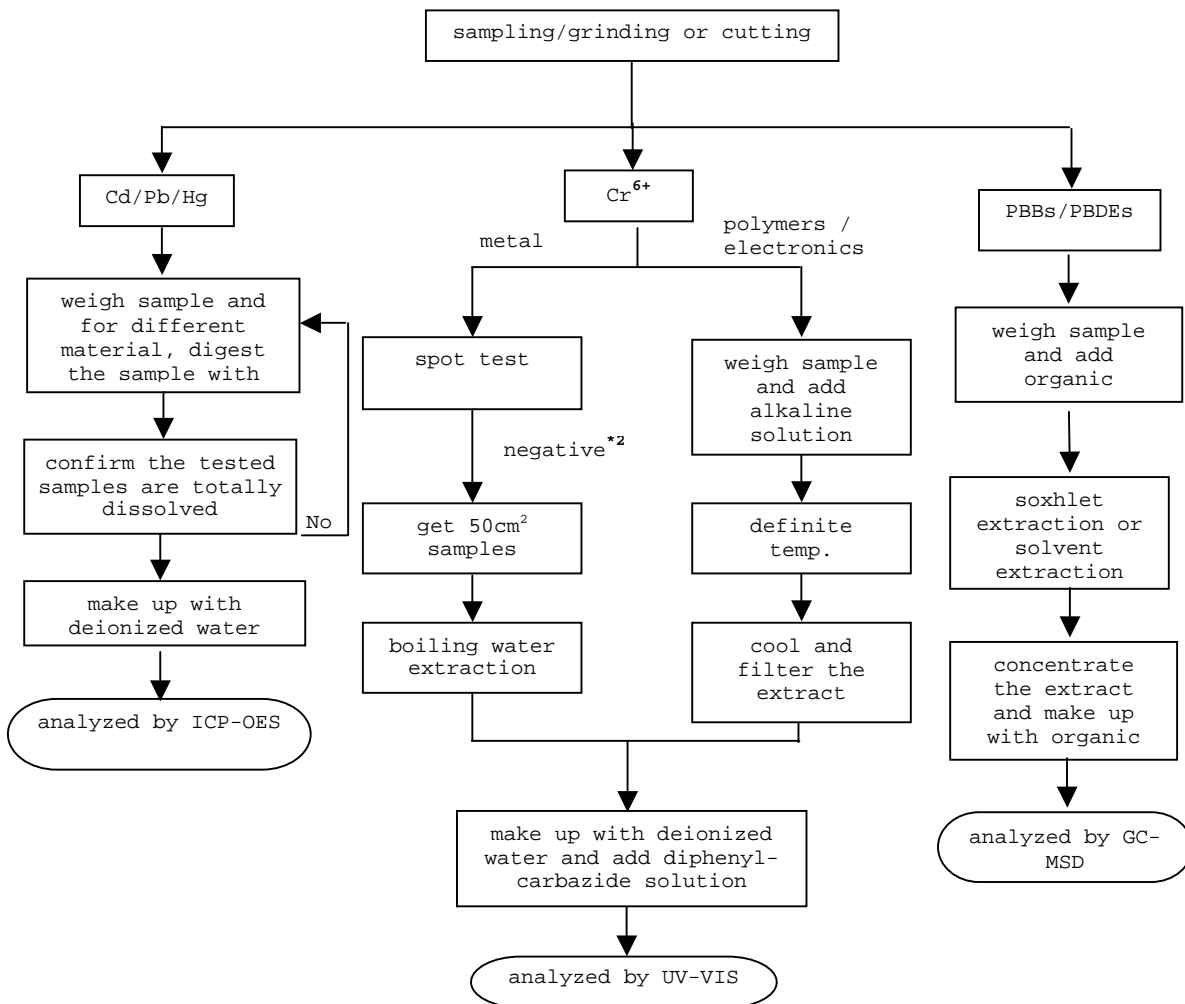 sampling/grinding or cutting
Cd/Pb/Hg
weigh sample and
for different
material, digest
the sample with
confirm the tested
samples are totally
dissolved
No
make up with
deionized water
analyzed by ICP-OES
Cr6+
metal
spot test
negative*2
get 50cm2
samples
boiling water
extraction
polymers /
electronics
weigh sample
and add
alkaline
solution
definite
temp.
cool and
filter the
extract
make up with deionized
water and add diphenyl-
carbazide solution
analyzed by UV-VIS
PBBs/PBDEs
weigh sample
and add
organic
soxhlet
extraction or
solvent
extraction
concentrate
the extract
and make up
with organic
analyzed by GC-
MSD